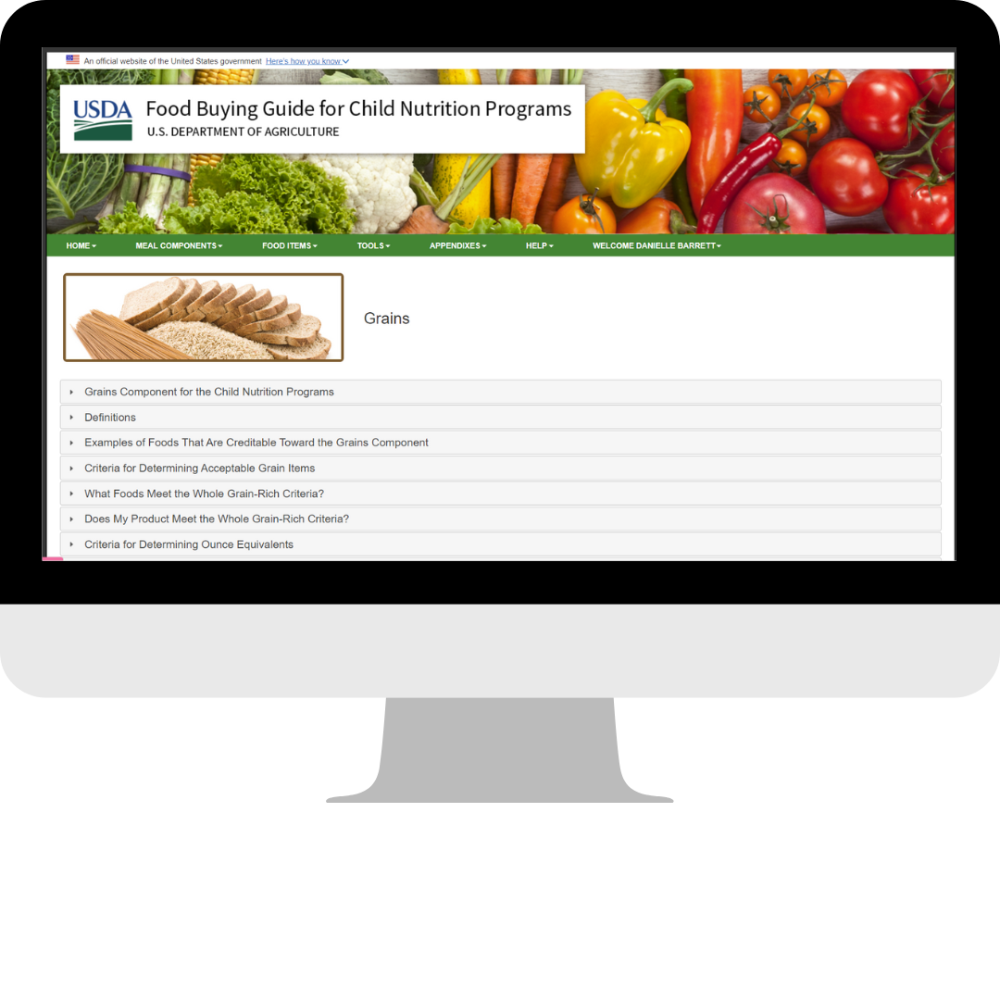 An official website of the United States government Here's how you know
USDA
Food Buying Guide for Child Nutrition Programs
U.S. DEPARTMENT OF AGRICULTURE
HOME MEAL COMPONENTS FOOD ITEMS TOOLS APPENDIXES HELP WELCOME DANIELLE BARRETT
Grains
Grains Component for the Child Nutrition Programs
Definitions
Examples of Foods That Are Creditable Toward the Grains Component
Criteria for Determining Acceptable Grain Items
What Foods Meet the Whole Grain-Rich Criteria?
Does My Product Meet the Whole Grain-Rich Criteria?
Criteria for Determining Ounce Equivalents